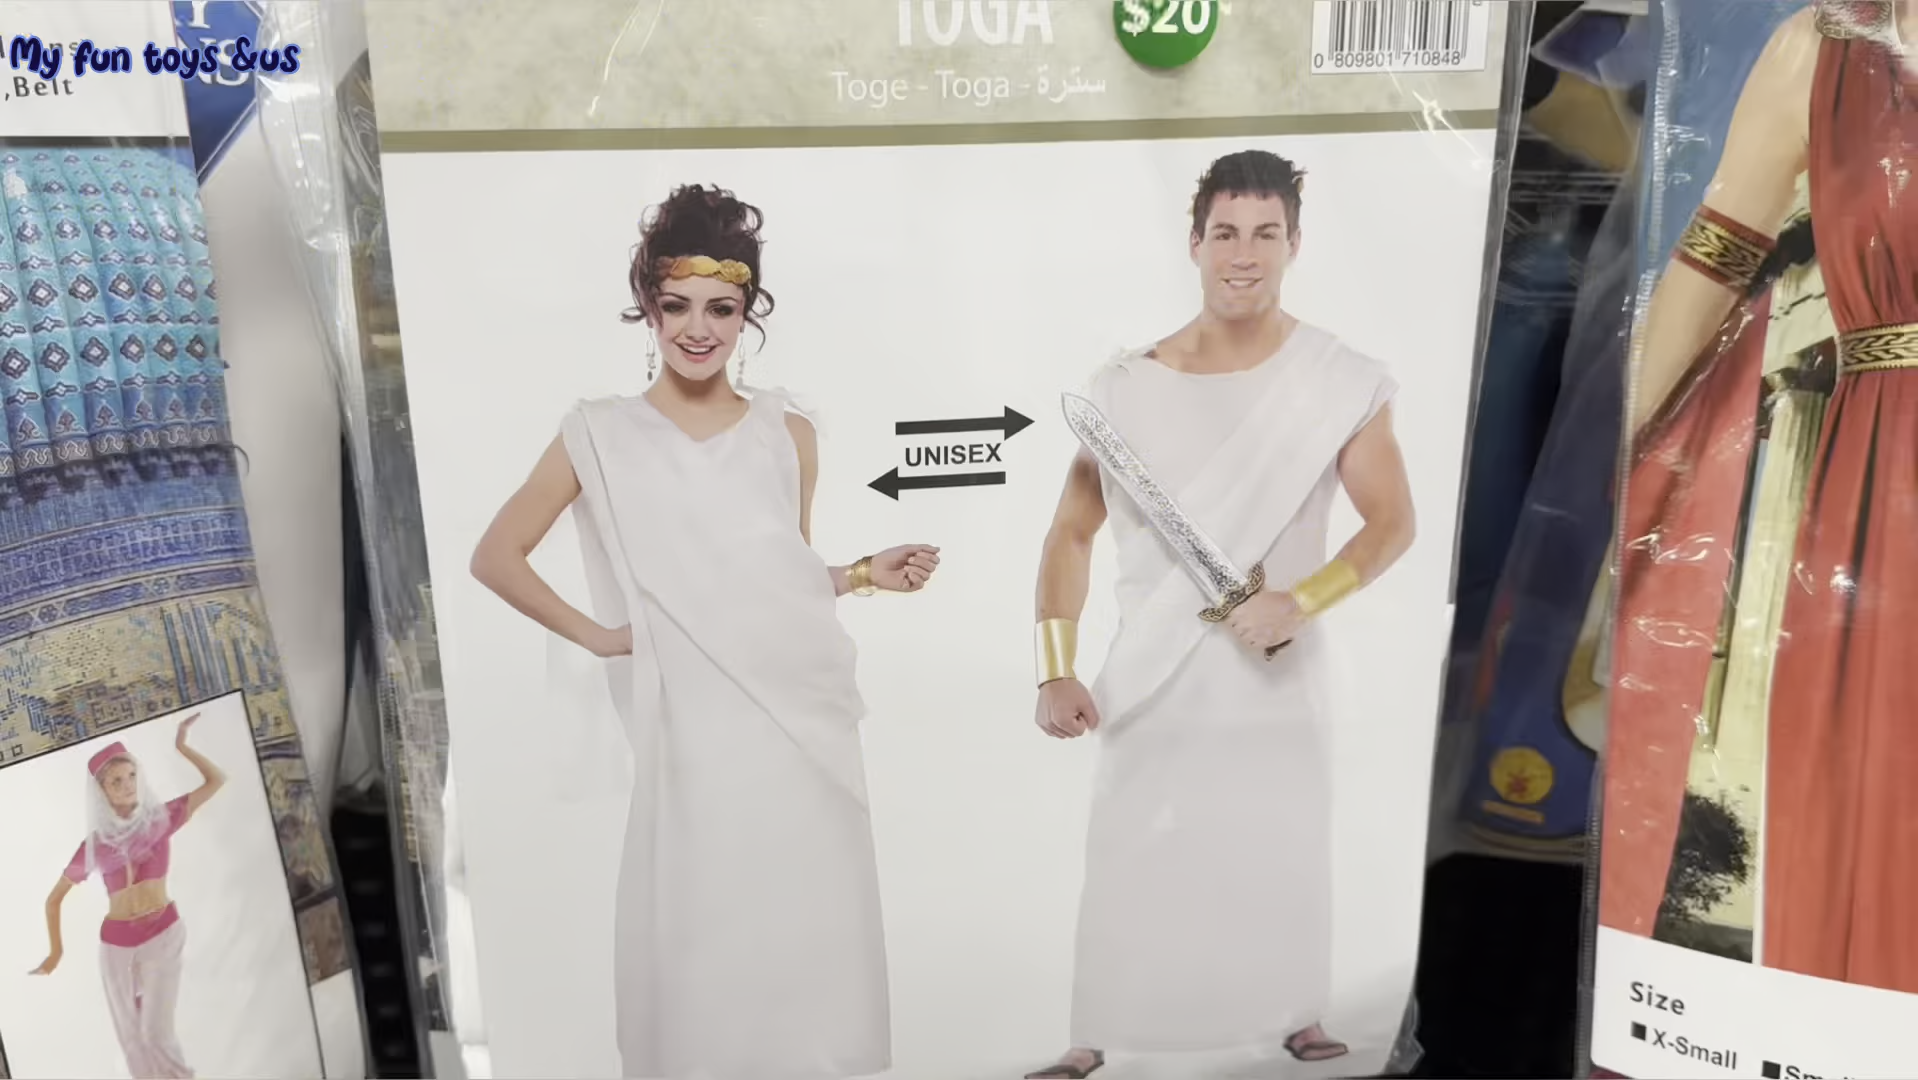 My fun toys &us
,Belt
TOGA
$20
0 809801 710848
Toge - Toga - سترة
UNISEX
Size
X-Small